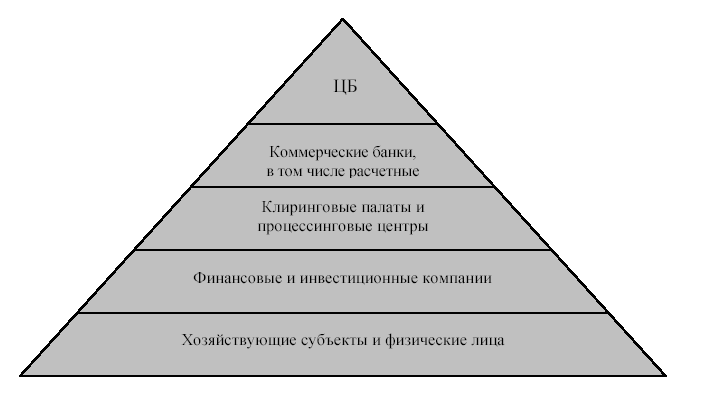 ЦБ
Коммерческие банки,
в том числе расчетные
Клиринговые палаты и
процессинговые центры
Финансовые и инвестиционные компании
Хозяйствующие субъекты и физические лица